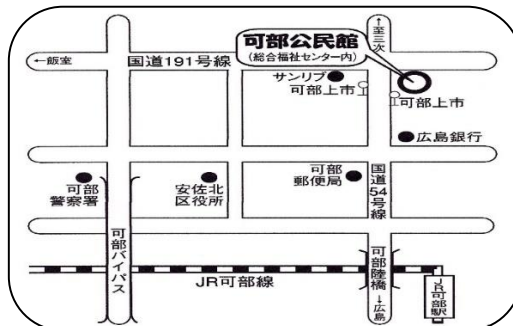 ↑至三次
可部公民館
(総合福祉センター内)
←飯室
国道191号線
サンリブ
可部上市
可部上市
広島銀行
可部
警察署
安佐北
区役所
可部
郵便局
国道54号線
可部バイパス
可部陸橋
JR可部線
↓広島
JR可部駅